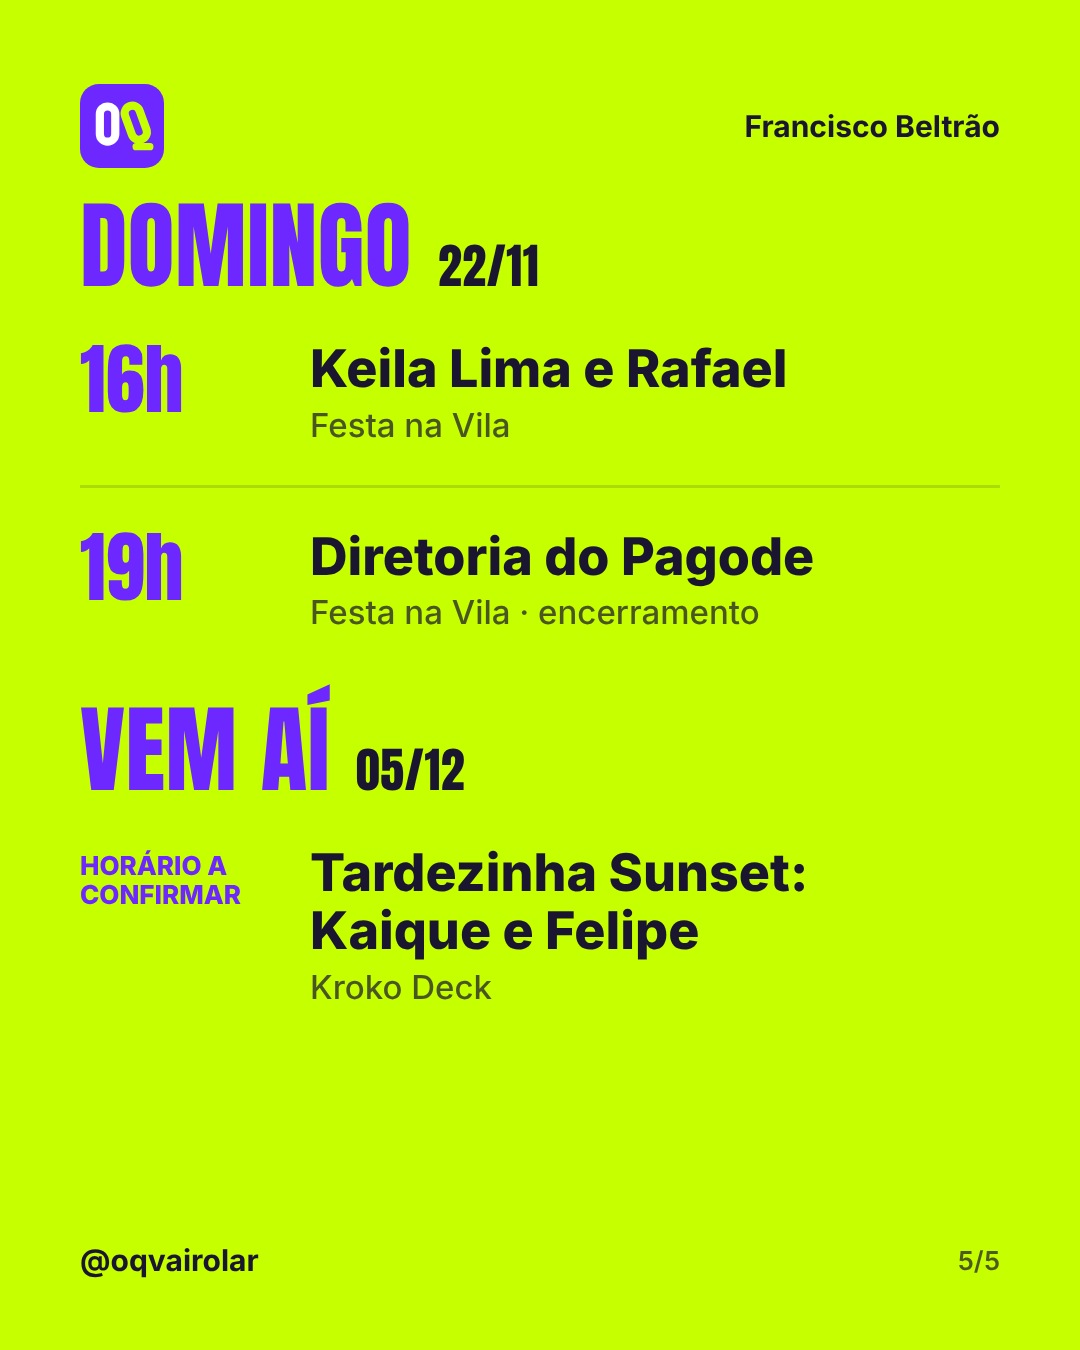 OQ
Francisco Beltrão
DOMINGO 22/11
16h
Keila Lima e Rafael
Festa na Vila
19h
Diretoria do Pagode
Festa na Vila · encerramento
VEM AÍ 05/12
HORÁRIO A
CONFIRMAR
Tardezinha Sunset:
Kaique e Felipe
Kroko Deck
@oqvairolar
5/5